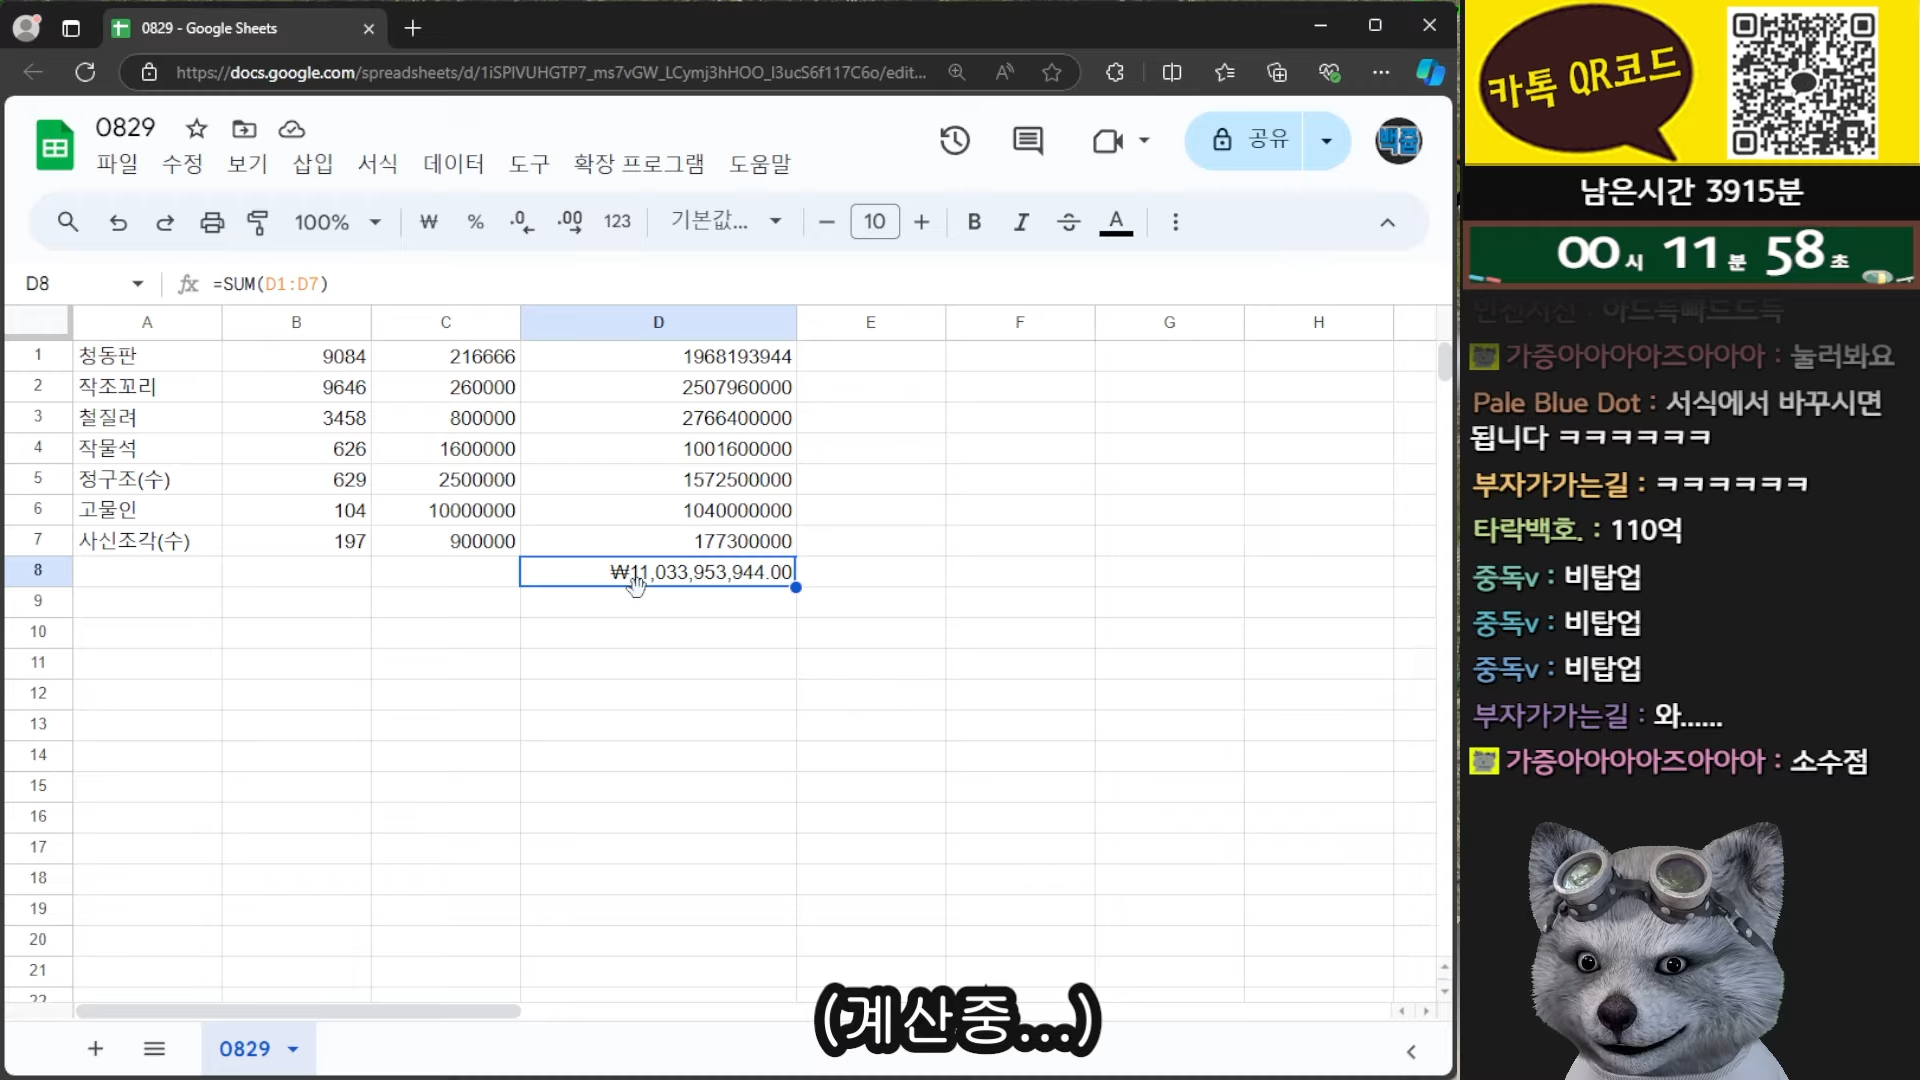 0829 - Google Sheets
https://docs.google.com/spreadsheets/d/1iSPIVUHGTP7_ms7vGW_LCymj3hHOO_I3ucS6f117C6o/edit...
0829
공유
백즙
파일 수정 보기 삽입 서식 데이터 도구 확장 프로그램 도움말
100% ₩ % .0 .00 123 기본값... 10 B I S A
D8 fx =SUM(D1:D7)
A B C D E F G H
1 청동판 9084 216666 1968193944
2 작조꼬리 9646 260000 2507960000
3 철질려 3458 800000 2766400000
4 작물석 626 1600000 1001600000
5 정구조(수) 629 2500000 1572500000
6 고물인 104 10000000 1040000000
7 사신조각(수) 197 900000 177300000
8 ₩11,033,953,944.00
9
10
11
12
13
14
15
16
17
18
19
20
21
22
0829
(계산중...)
카톡 QR코드
남은시간 3915분
00시 11분 58초
가증아아아아즈아아아 : 눌러봐요
Pale Blue Dot : 서식에서 바꾸시면
됩니다 ㅋㅋㅋㅋㅋㅋ
부자가가는길 : ㅋㅋㅋㅋㅋㅋ
타락백호. : 110억
중독v : 비탑업
중독v : 비탑업
중독v : 비탑업
부자가가는길 : 와......
가증아아아아즈아아아 : 소수점